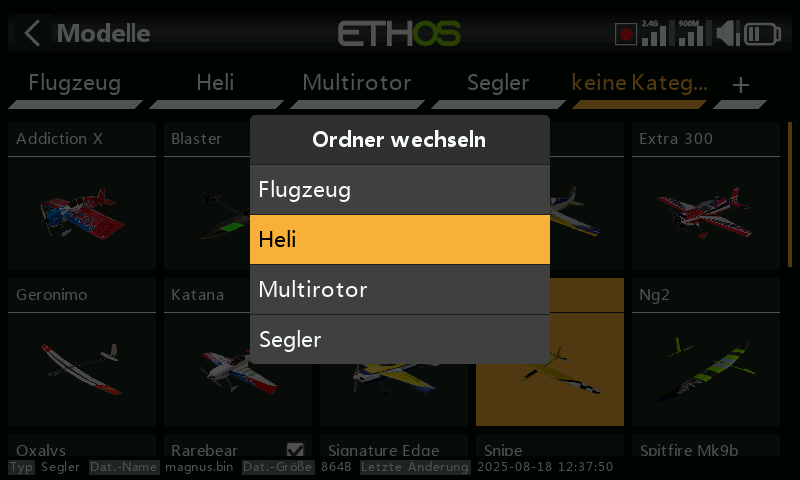 Modelle
ETHOS
2.4G 900M
Flugzeug Heli Multirotor Segler keine Kateg... +
Addiction X
Blaster
Extra 300
Ordner wechseln
Flugzeug
Heli
Multirotor
Segler
Geronimo
Katana
Ng2
Oxalys
Rarebear
Signature Edge
Snipe
Spitfire Mk9b
Typ Segler Dat.-Name magnus.bin Dat.-Größe 864B Letzte Änderung 2025-08-18 12:37:50